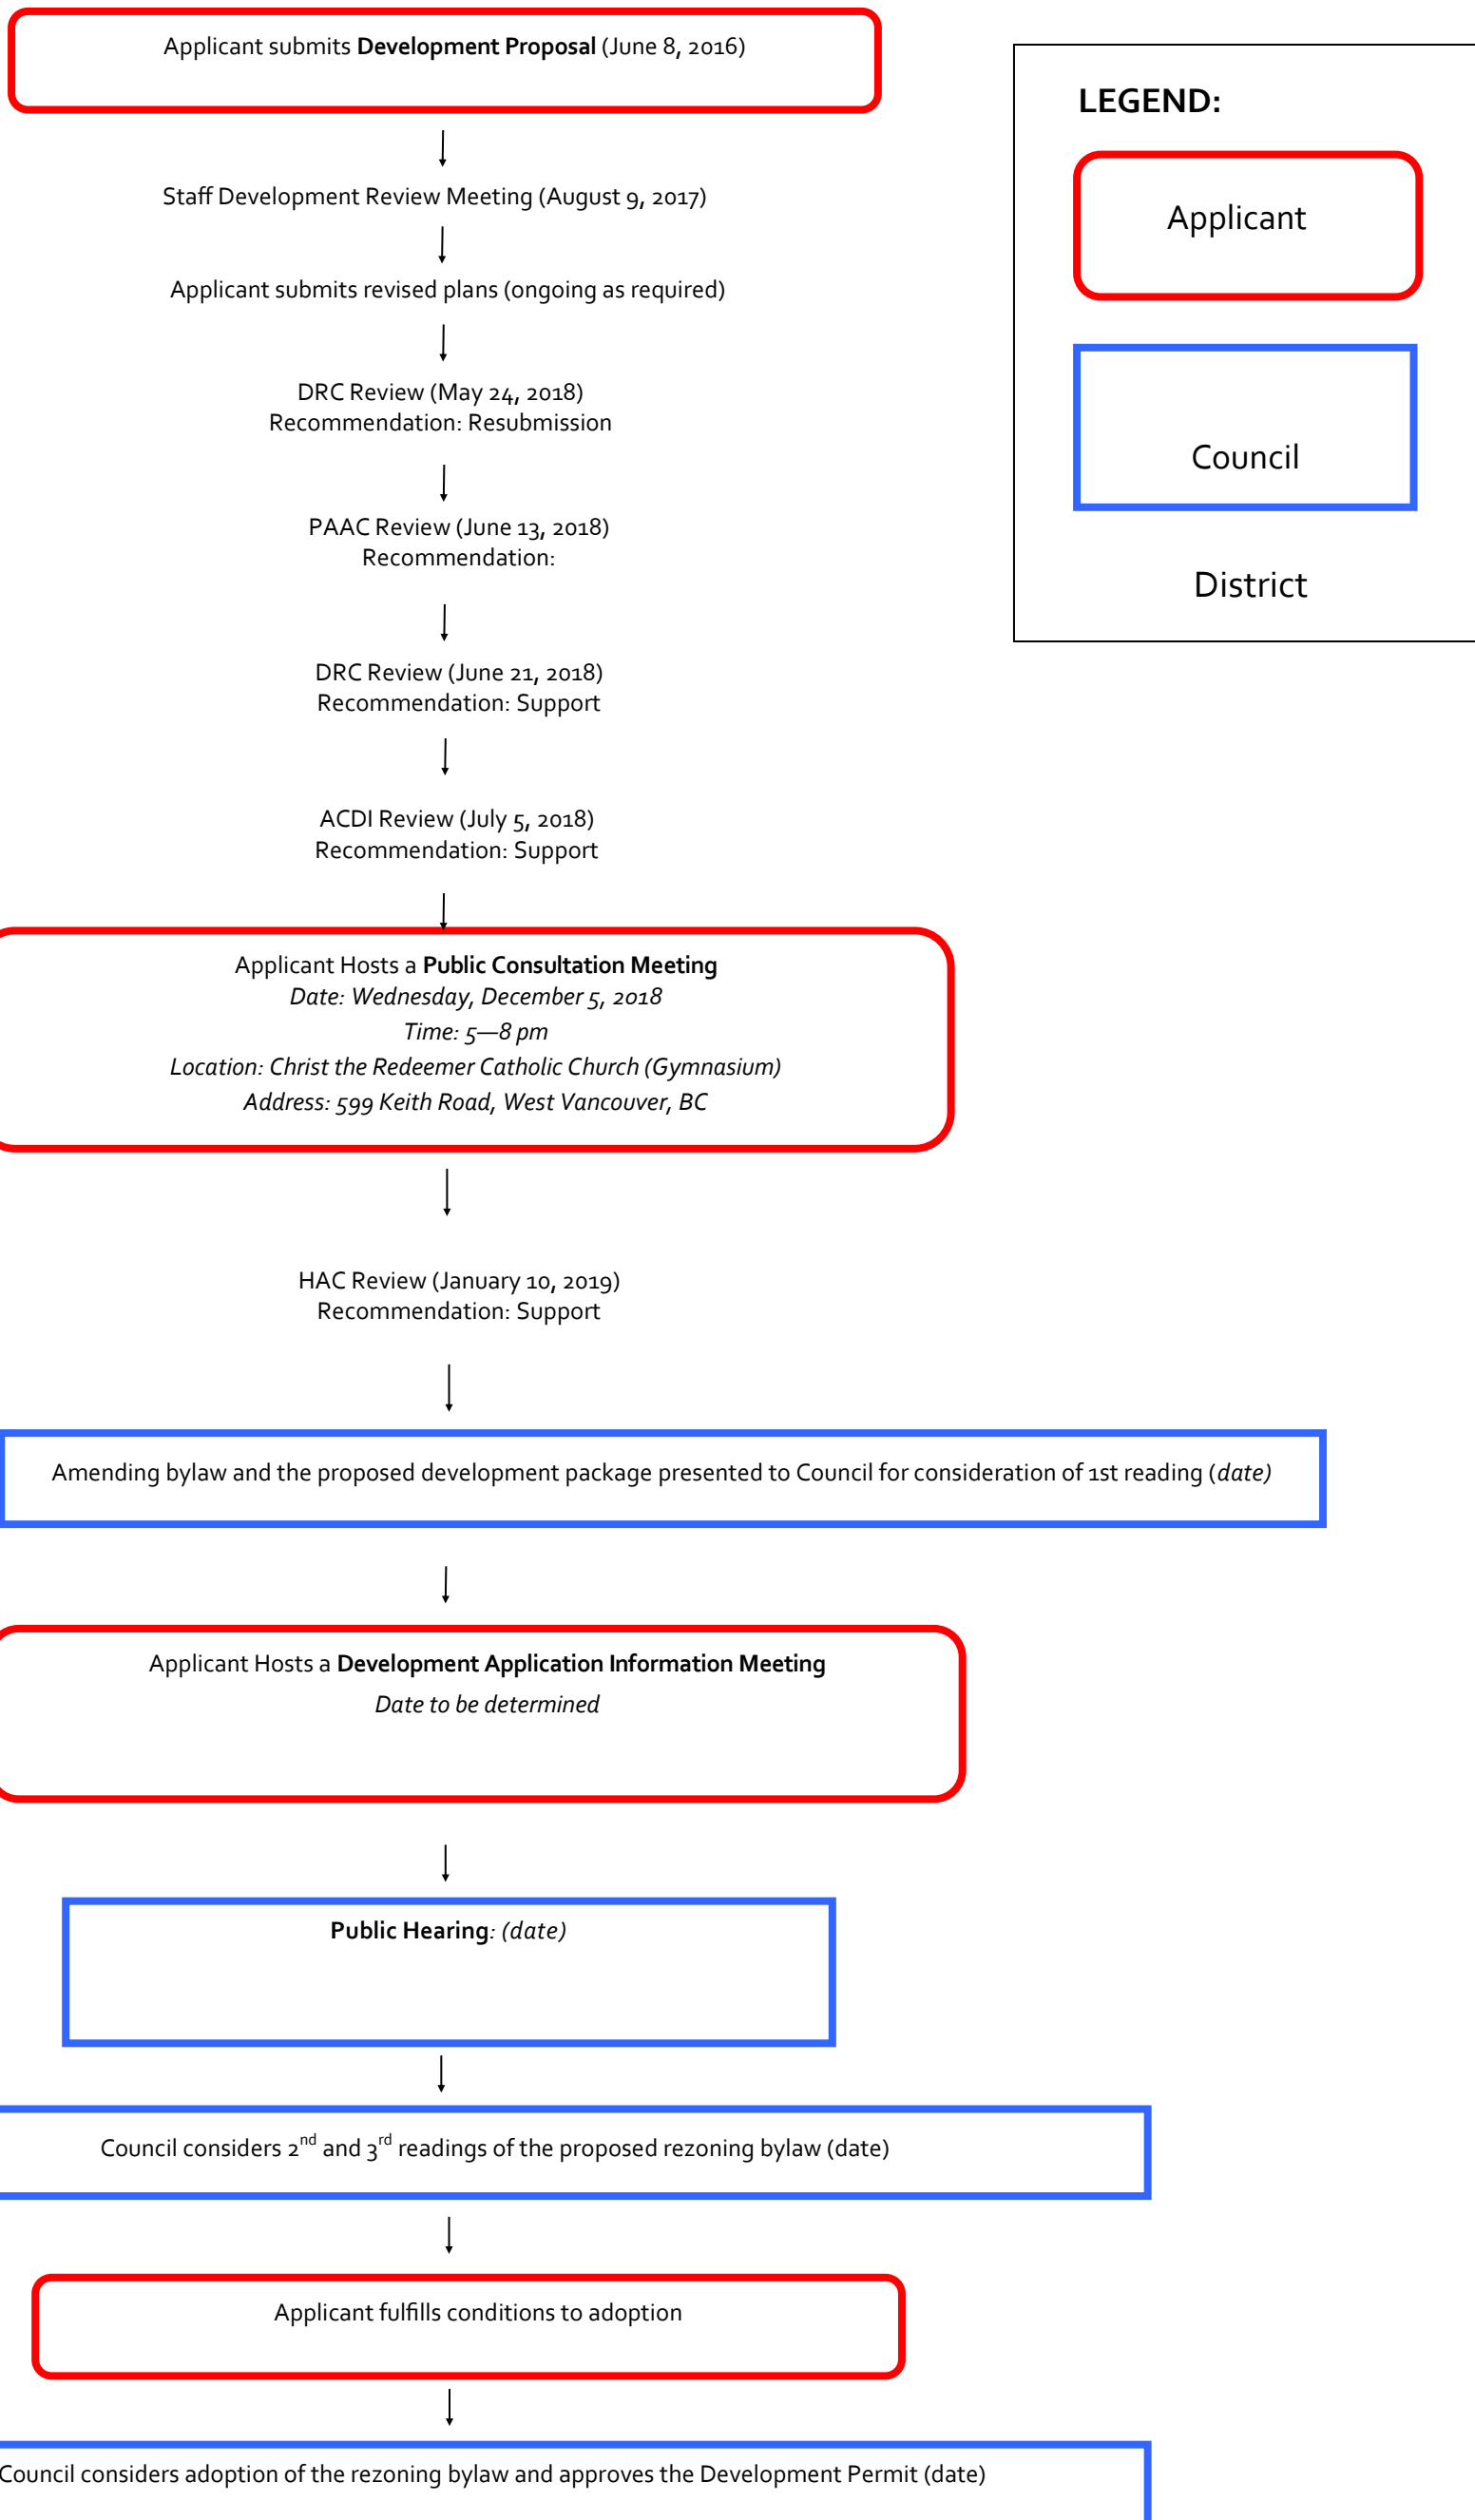 Applicant submits Development Proposal (June 8, 2016)
LEGEND:
Applicant
Council
District
Staff Development Review Meeting (August 9, 2017)
Applicant submits revised plans (ongoing as required)
DRC Review (May 24, 2018)
Recommendation: Resubmission
PAAC Review (June 13, 2018)
Recommendation:
DRC Review (June 21, 2018)
Recommendation: Support
ACDI Review (July 5, 2018)
Recommendation: Support
Applicant Hosts a Public Consultation Meeting
Date: Wednesday, December 5, 2018
Time: 5—8 pm
Location: Christ the Redeemer Catholic Church (Gymnasium)
Address: 599 Keith Road, West Vancouver, BC
HAC Review (January 10, 2019)
Recommendation: Support
Amending bylaw and the proposed development package presented to Council for consideration of 1st reading (date)
Applicant Hosts a Development Application Information Meeting
Date to be determined
Public Hearing: (date)
Council considers 2nd and 3rd readings of the proposed rezoning bylaw (date)
Applicant fulfills conditions to adoption
Council considers adoption of the rezoning bylaw and approves the Development Permit (date)